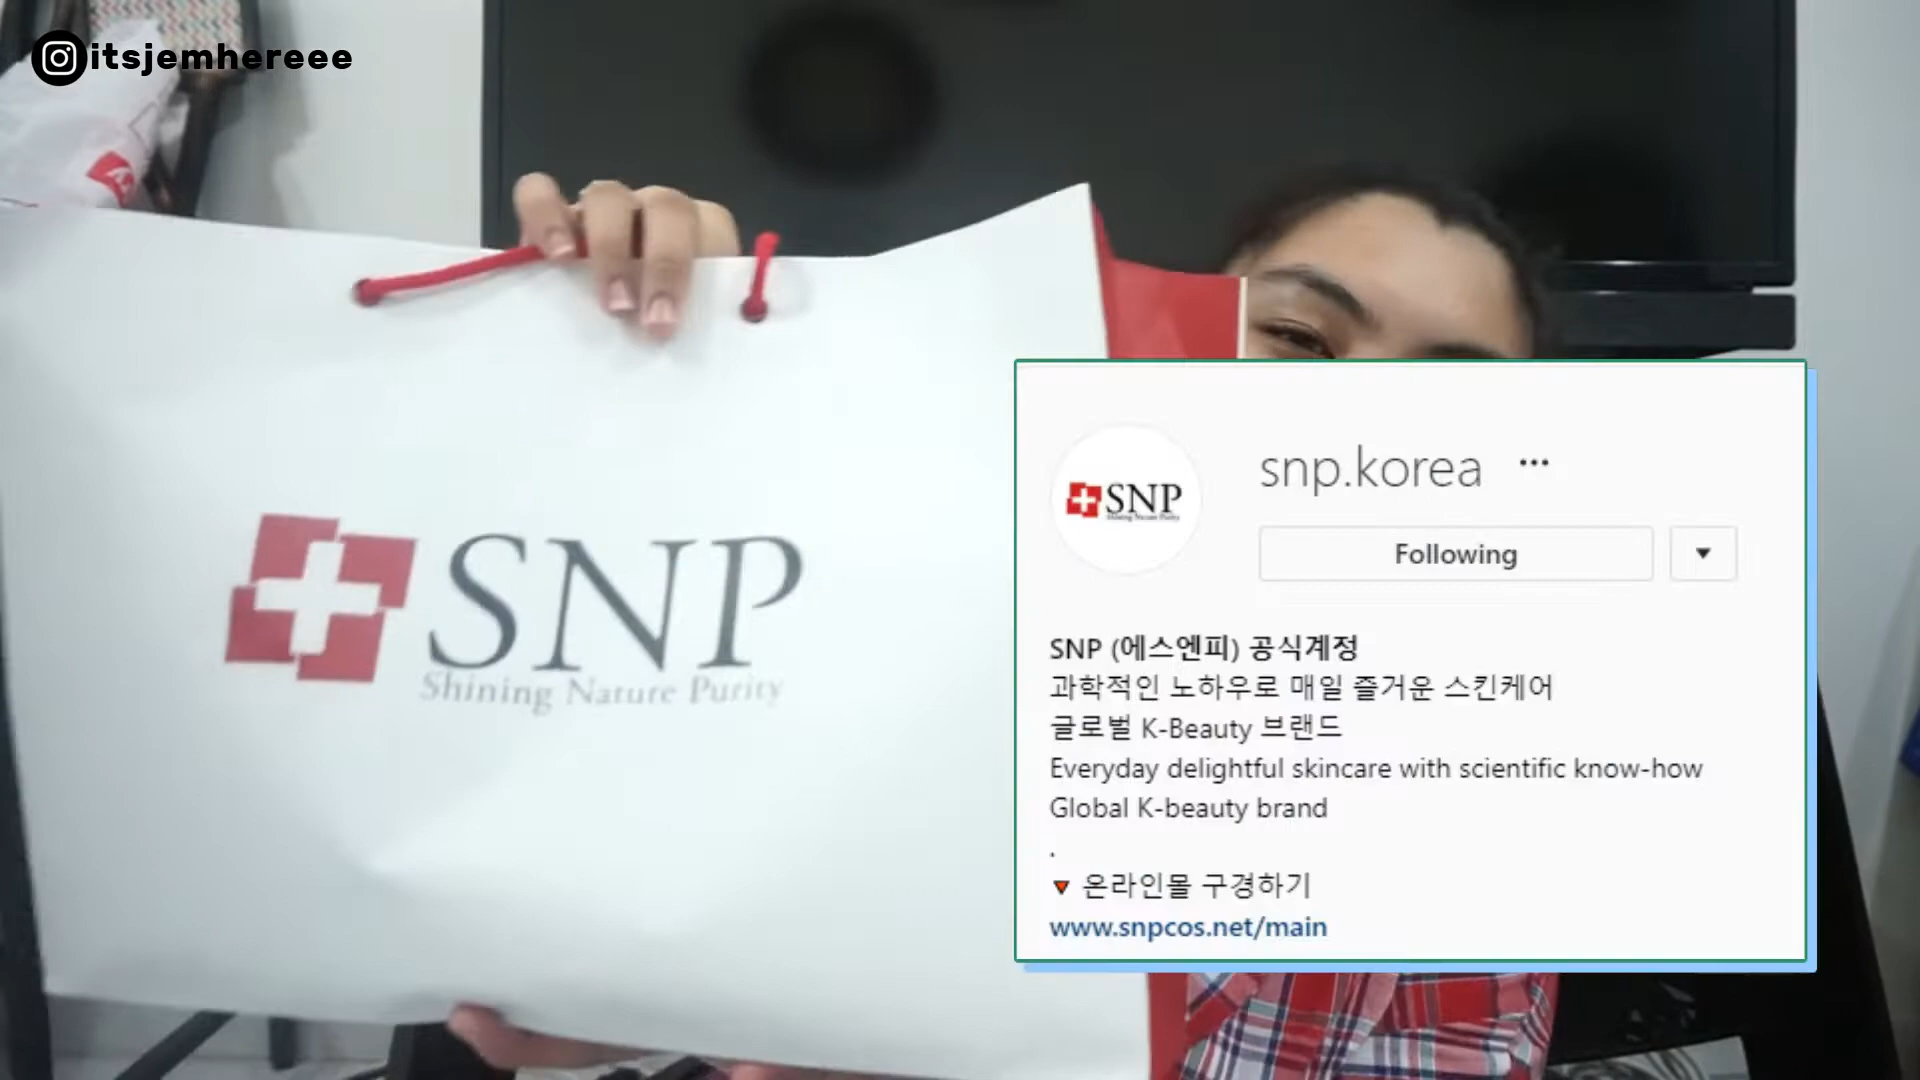 itsjemhereee
SNP
Shining Nature Purity
SNP
Shining Nature Purity
snp.korea
Following
SNP (에스엔피) 공식계정
과학적인 노하우로 매일 즐거운 스킨케어
글로벌 K-Beauty 브랜드
Everyday delightful skincare with scientific know-how
Global K-beauty brand
.
온라인몰 구경하기
www.snpcos.net/main